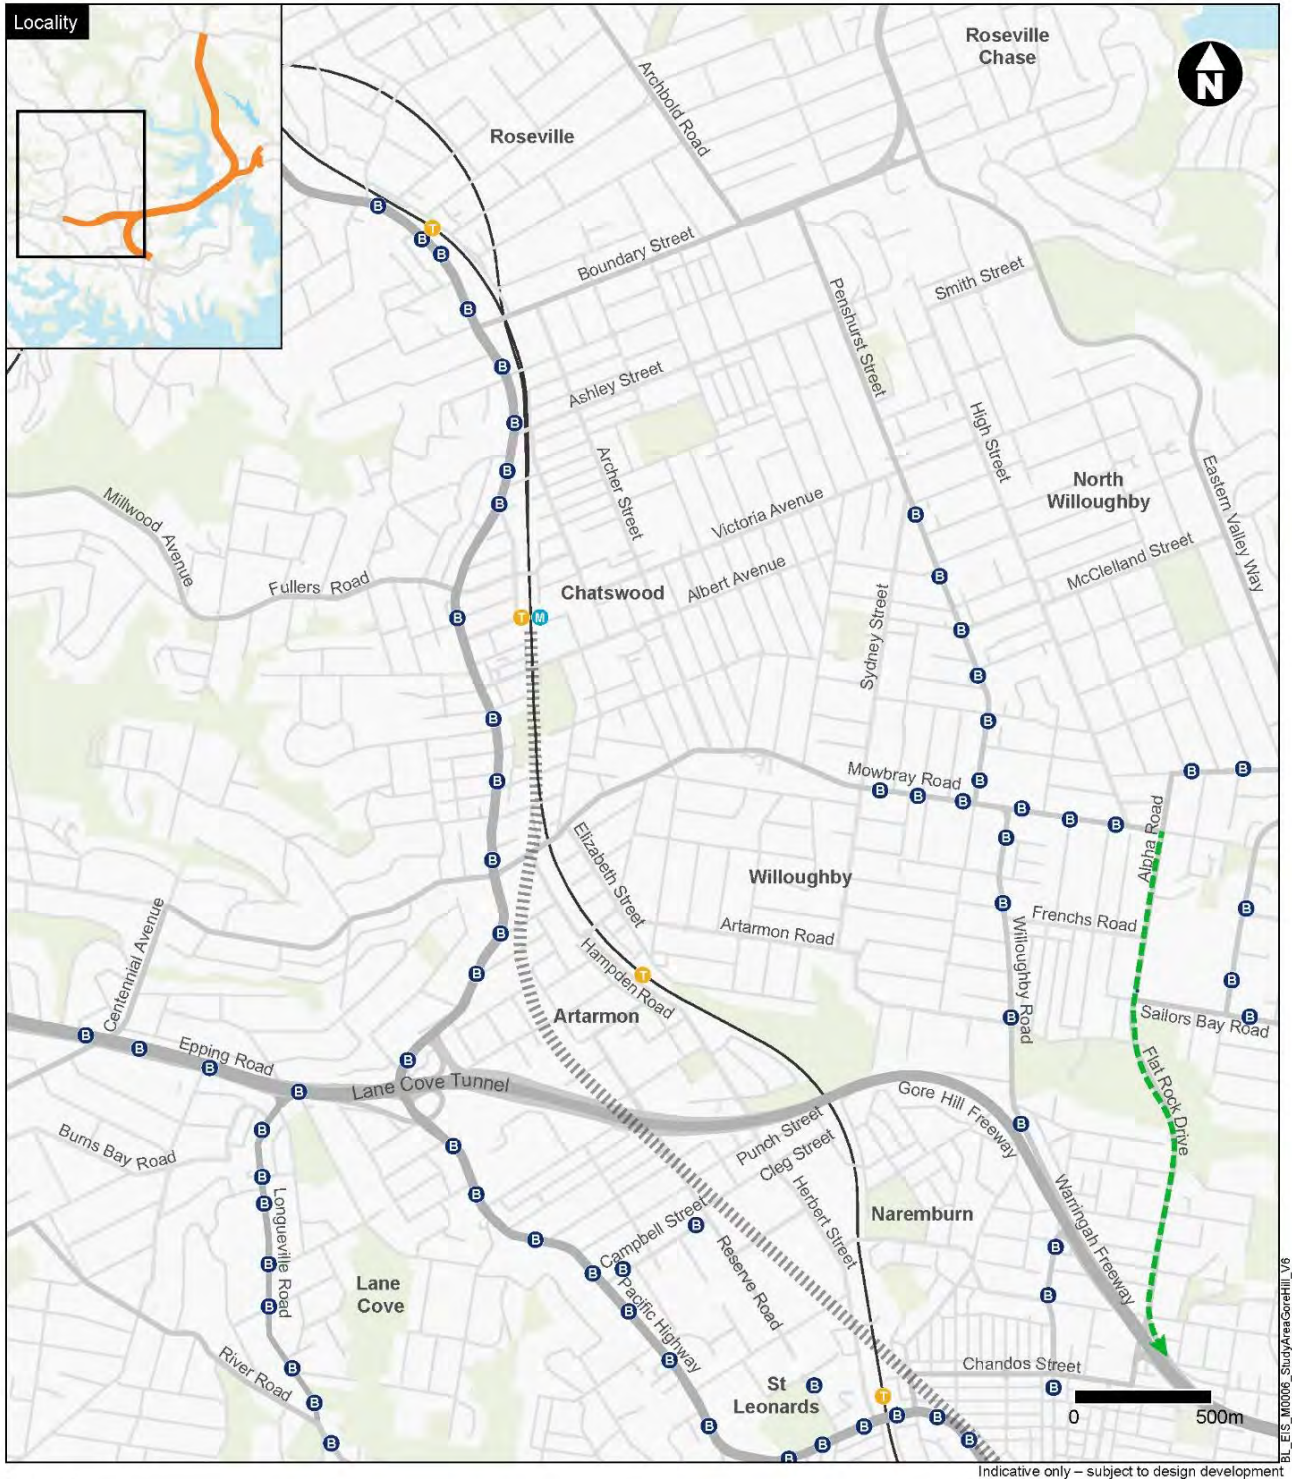 Locality
N
Roseville
Chase
Archbold Road
Roseville
Boundary Street
Smith Street
Penshurst Street
Ashley Street
High Street
Archer Street
North
Willoughby
Eastern Valley Way
Millwood Avenue
Victoria Avenue
McClelland Street
Fullers Road
Chatswood
Albert Avenue
Sydney Street
Mowbray Road
Alpha Road
Elizabeth Street
Willoughby
Frenchs Road
Artarmon Road
Willoughby Road
Centennial Avenue
Hampden Road
Artarmon
Sailors Bay Road
Epping Road
Lane Cove Tunnel
Flat Rock Drive
Gore Hill Freeway
Punch Street
Cleg Street
Burns Bay Road
Herbert Street
Warringah Freeway
Longueville Road
Naremburn
Campbell Street
Reserve Road
Lane
Cove
Pacific Highway
River Road
Chandos Street
St
Leonards
0 500m
BL_EIS_M0006_StudyAreaGoreHill_V6
Indicative only – subject to design development